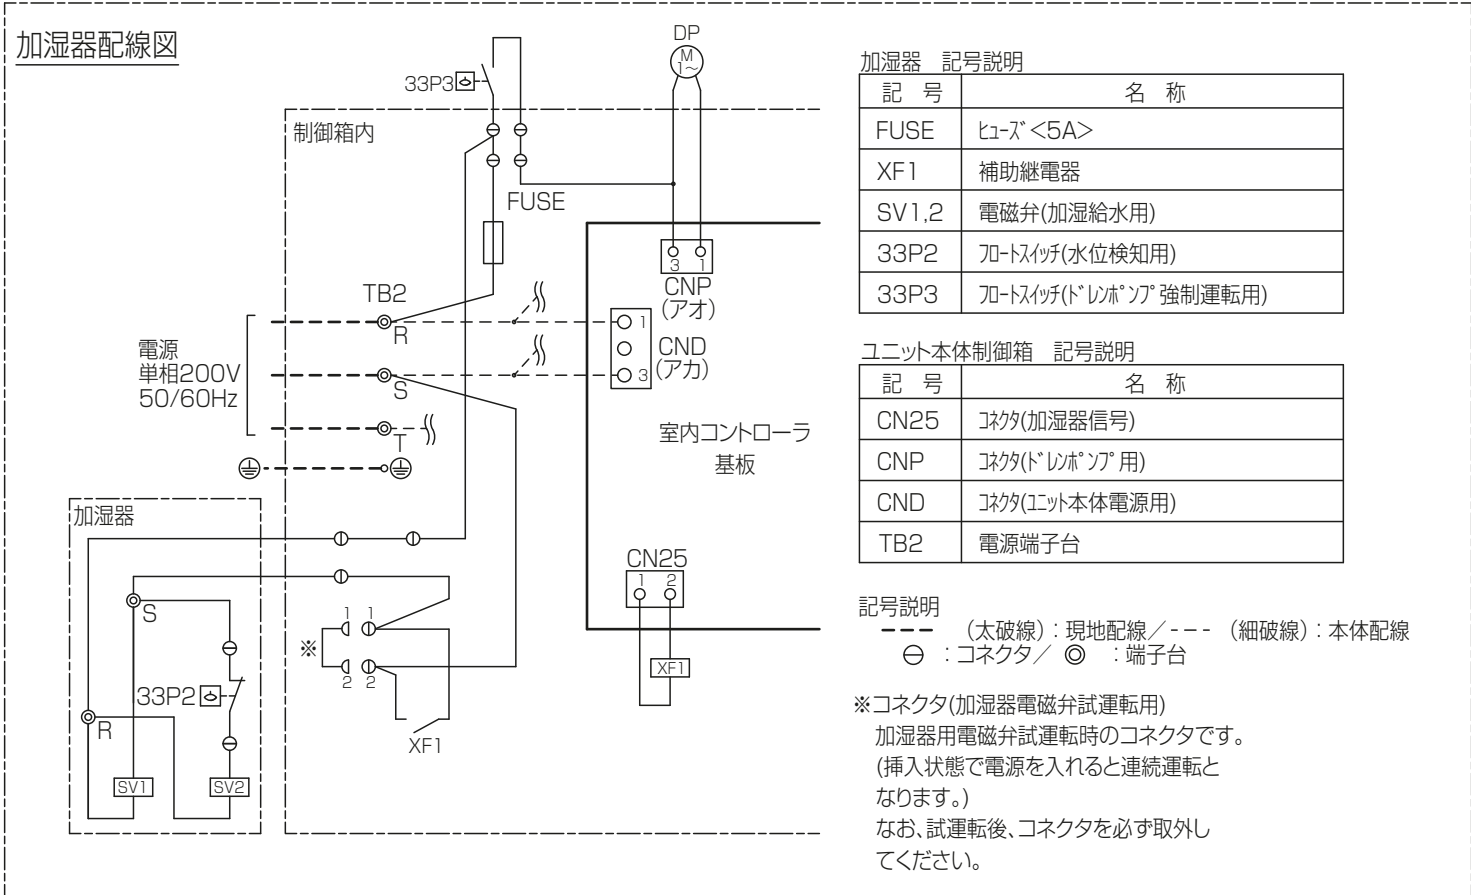 加湿器配線図
DP
M
1～
33P3
制御箱内
FUSE
3 1
CNP
(アオ)
TB2
R
1
CND
(アカ)
3
S
電源
単相200V
50/60Hz
T
室内コントローラ
基板
加湿器
CN25
1 2
S
1 1
※
2 2
XF1
33P2
R
XF1
SV1
SV2
加湿器　記号説明
記　号 名　称
FUSE ﾋｭｰｽﾞ<5A>
XF1 補助継電器
SV1,2 電磁弁(加湿給水用)
33P2 ﾌﾛｰﾄｽｲｯﾁ(水位検知用)
33P3 ﾌﾛｰﾄｽｲｯﾁ(ﾄﾞﾚﾝﾎﾟﾝﾌﾟ強制運転用)
ユニット本体制御箱　記号説明
記　号 名　称
CN25 ｺﾈｸﾀ(加湿器信号)
CNP ｺﾈｸﾀ(ﾄﾞﾚﾝﾎﾟﾝﾌﾟ用)
CND ｺﾈｸﾀ(ﾕﾆｯﾄ本体電源用)
TB2 電源端子台
記号説明
(太破線)：現地配線／---　(細破線)：本体配線
：コネクタ／　◎　：端子台
※コネクタ(加湿器電磁弁試運転用)
加湿器用電磁弁試運転時のコネクタです。
(挿入状態で電源を入れると連続運転と
なります。)
なお、試運転後、コネクタを必ず取外し
てください。